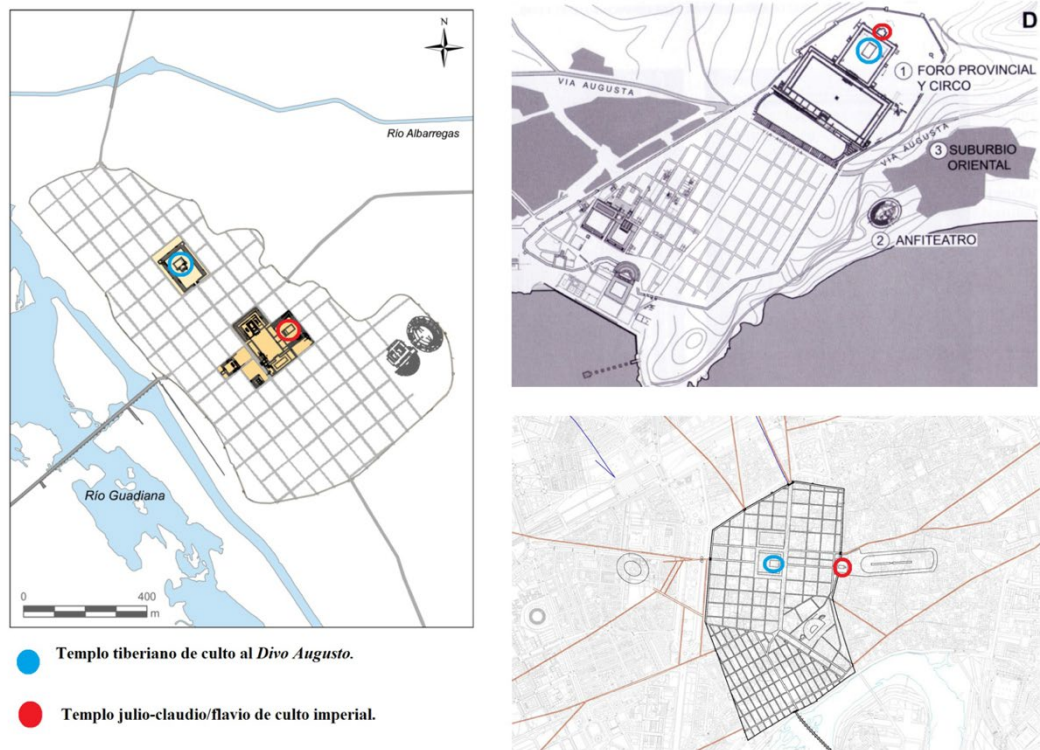 N
Río Albarregas
Río Guadiana
0 400
m
Templo tiberiano de culto al Divo Augusto.
Templo julio-claudio/flavio de culto imperial.
D
1 FORO PROVINCIAL
Y CIRCO
VIA AUGUSTA
VIA AUGUSTA
3 SUBURBIO
ORIENTAL
2 ANFITEATRO